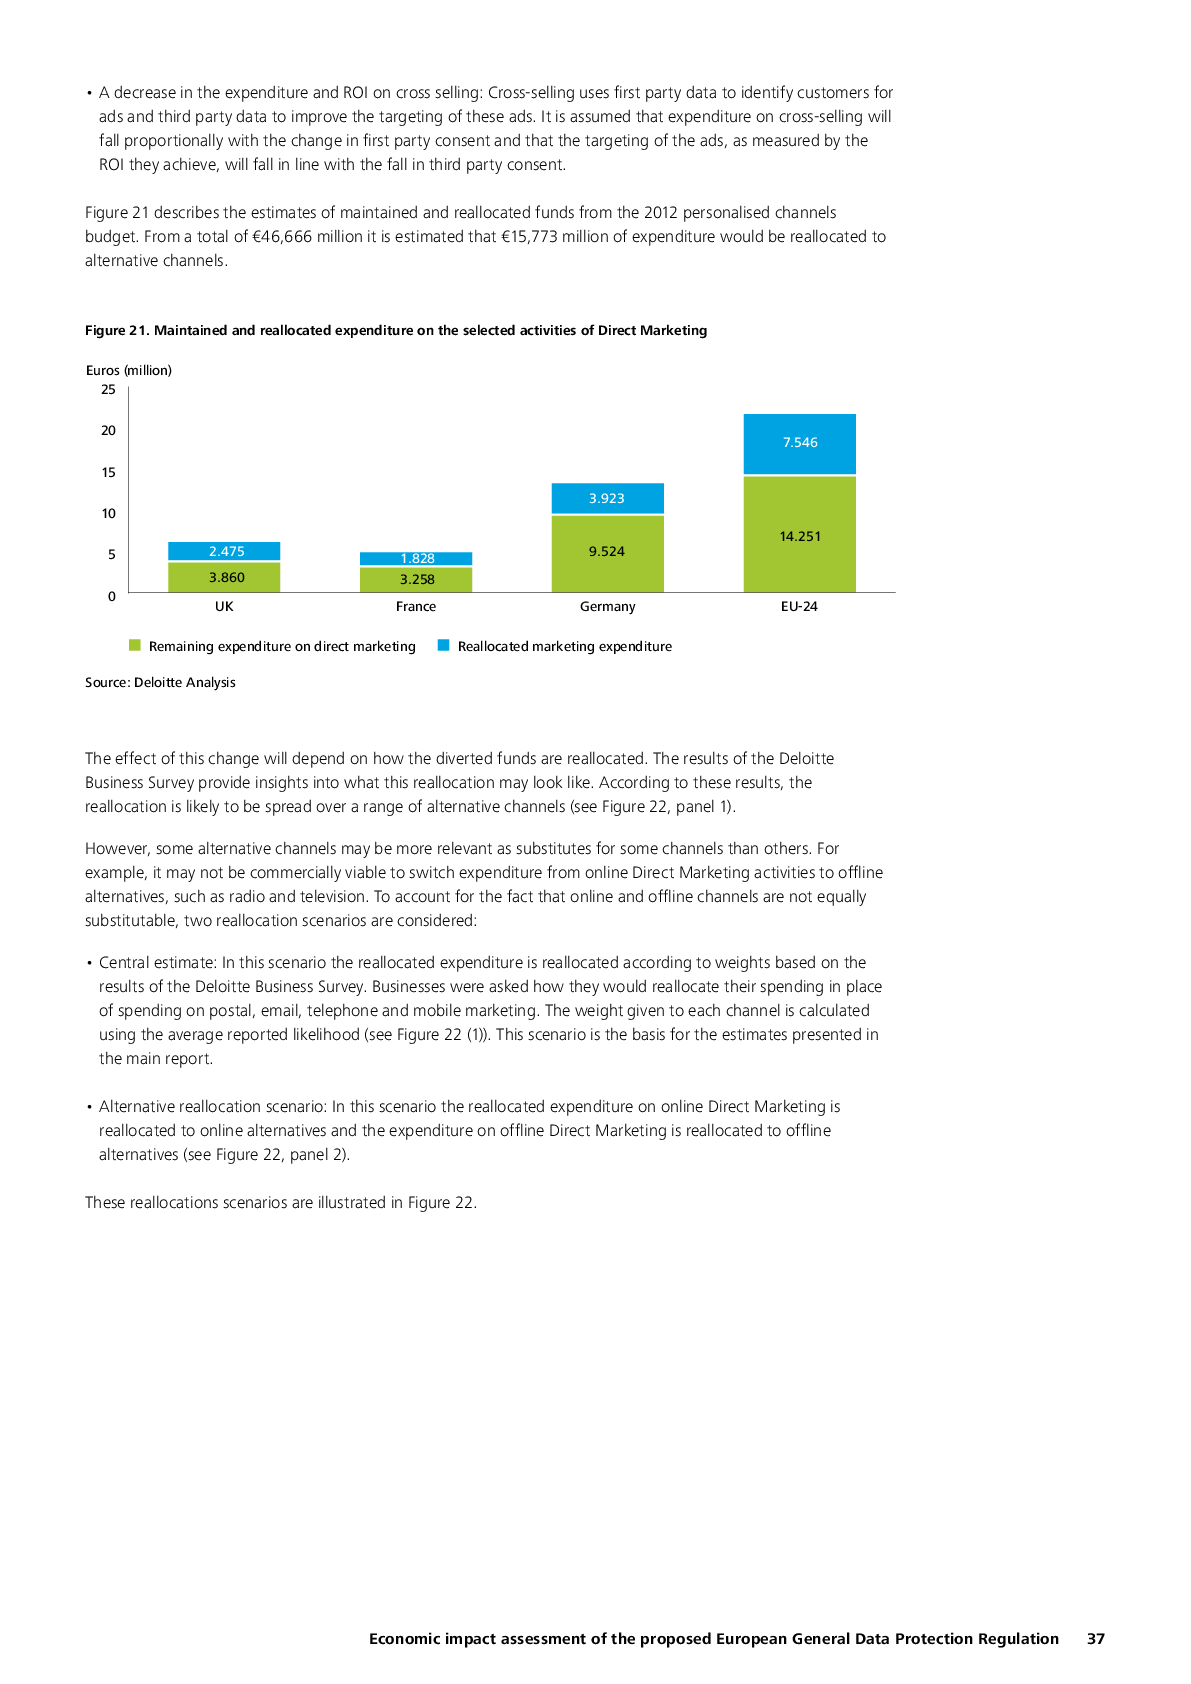 • A decrease in the expenditure and ROI on cross selling: Cross-selling uses first party data to identify customers for
ads and third party data to improve the targeting of these ads. It is assumed that expenditure on cross-selling will
fall proportionally with the change in first party consent and that the targeting of the ads, as measured by the
ROI they achieve, will fall in line with the fall in third party consent.
Figure 21 describes the estimates of maintained and reallocated funds from the 2012 personalised channels
budget. From a total of €46,666 million it is estimated that €15,773 million of expenditure would be reallocated to
alternative channels.
Figure 21. Maintained and reallocated expenditure on the selected activities of Direct Marketing
Euros (million)
25
20
15
10
5
0
2.475
3.860
1.828
3.258
3.923
9.524
7.546
14.251
UK France Germany EU-24
Remaining expenditure on direct marketing Reallocated marketing expenditure
Source: Deloitte Analysis
The effect of this change will depend on how the diverted funds are reallocated. The results of the Deloitte
Business Survey provide insights into what this reallocation may look like. According to these results, the
reallocation is likely to be spread over a range of alternative channels (see Figure 22, panel 1).
However, some alternative channels may be more relevant as substitutes for some channels than others. For
example, it may not be commercially viable to switch expenditure from online Direct Marketing activities to offline
alternatives, such as radio and television. To account for the fact that online and offline channels are not equally
substitutable, two reallocation scenarios are considered:
• Central estimate: In this scenario the reallocated expenditure is reallocated according to weights based on the
results of the Deloitte Business Survey. Businesses were asked how they would reallocate their spending in place
of spending on postal, email, telephone and mobile marketing. The weight given to each channel is calculated
using the average reported likelihood (see Figure 22 (1)). This scenario is the basis for the estimates presented in
the main report.
• Alternative reallocation scenario: In this scenario the reallocated expenditure on online Direct Marketing is
reallocated to online alternatives and the expenditure on offline Direct Marketing is reallocated to offline
alternatives (see Figure 22, panel 2).
These reallocations scenarios are illustrated in Figure 22.
Economic impact assessment of the proposed European General Data Protection Regulation 37